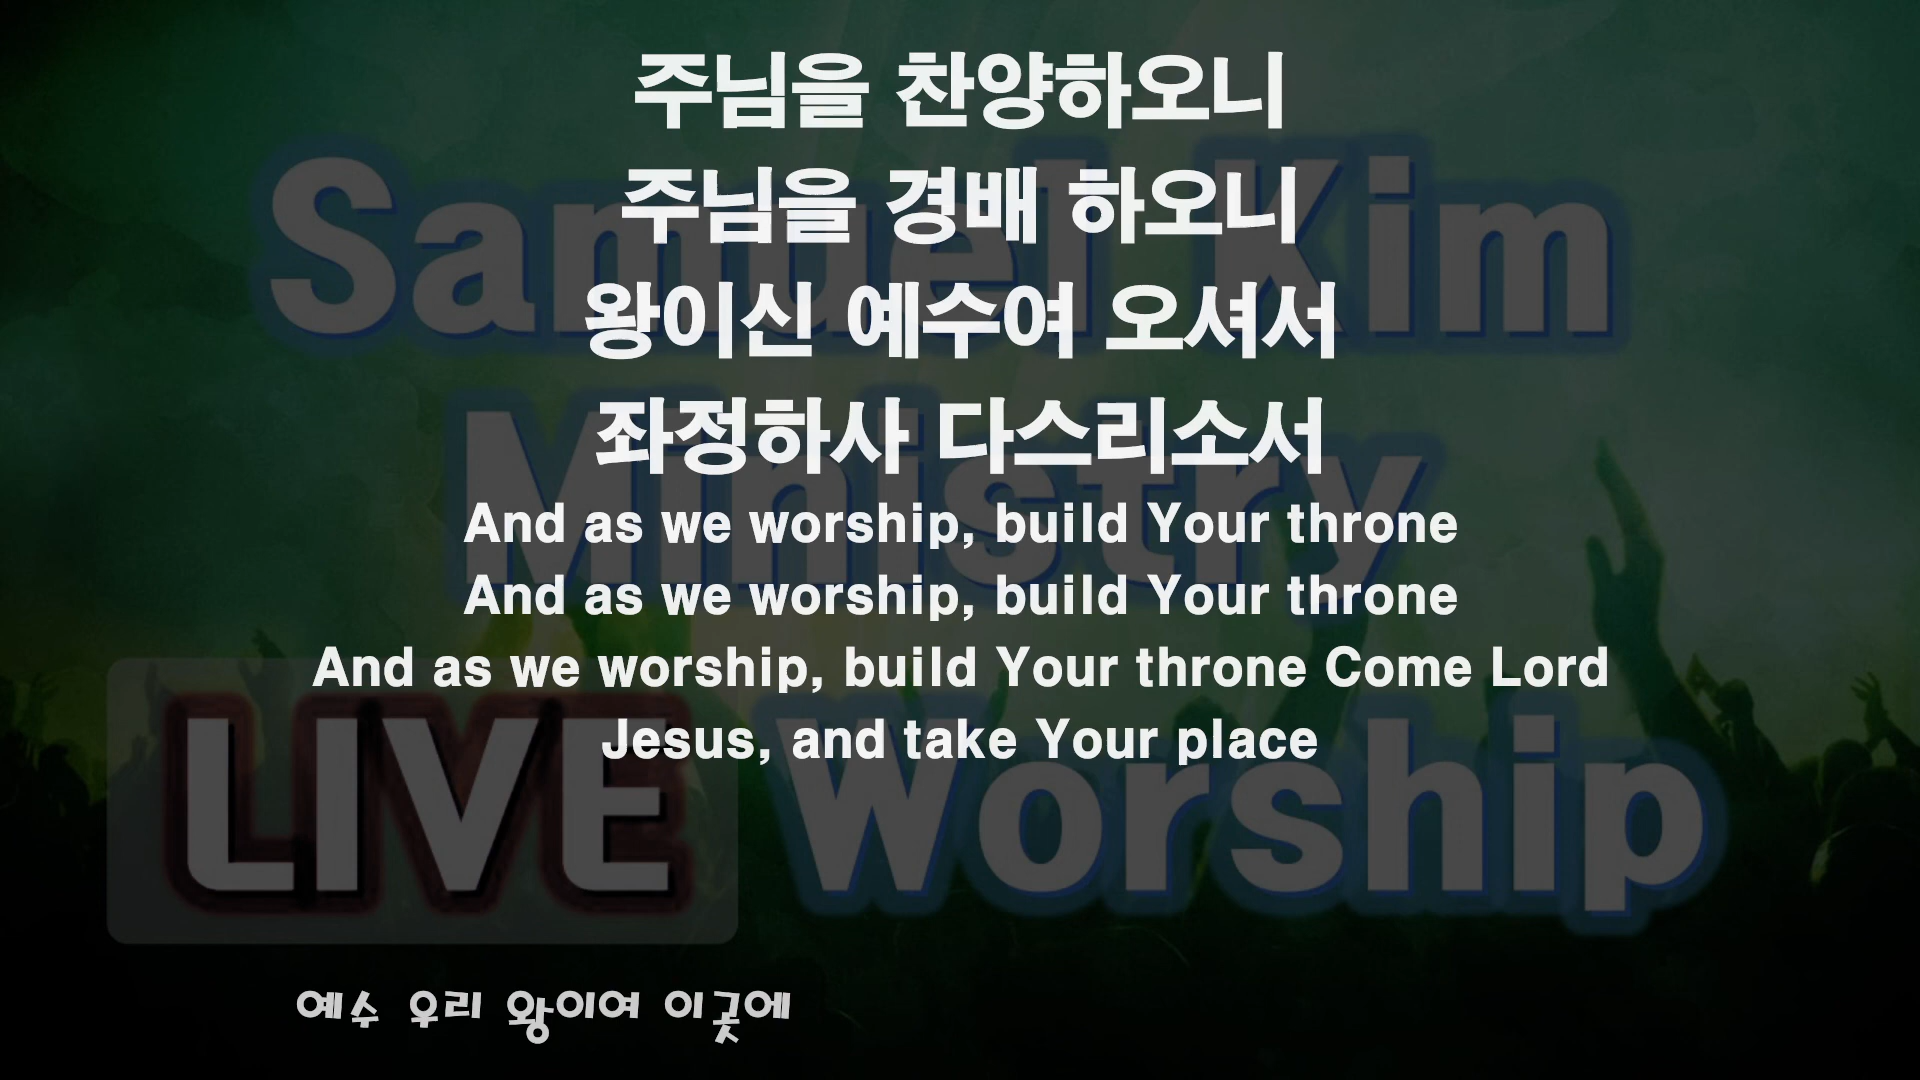 주님을 찬양하오니
주님을 경배 하오니
왕이신 예수여 오셔서
좌정하사 다스리소서
And as we worship, build Your throne
And as we worship, build Your throne
And as we worship, build Your throne Come Lord
Jesus, and take Your place
Samuel Kim
Ministry
LIVE Worship
예수 우리 왕이여 이곳에